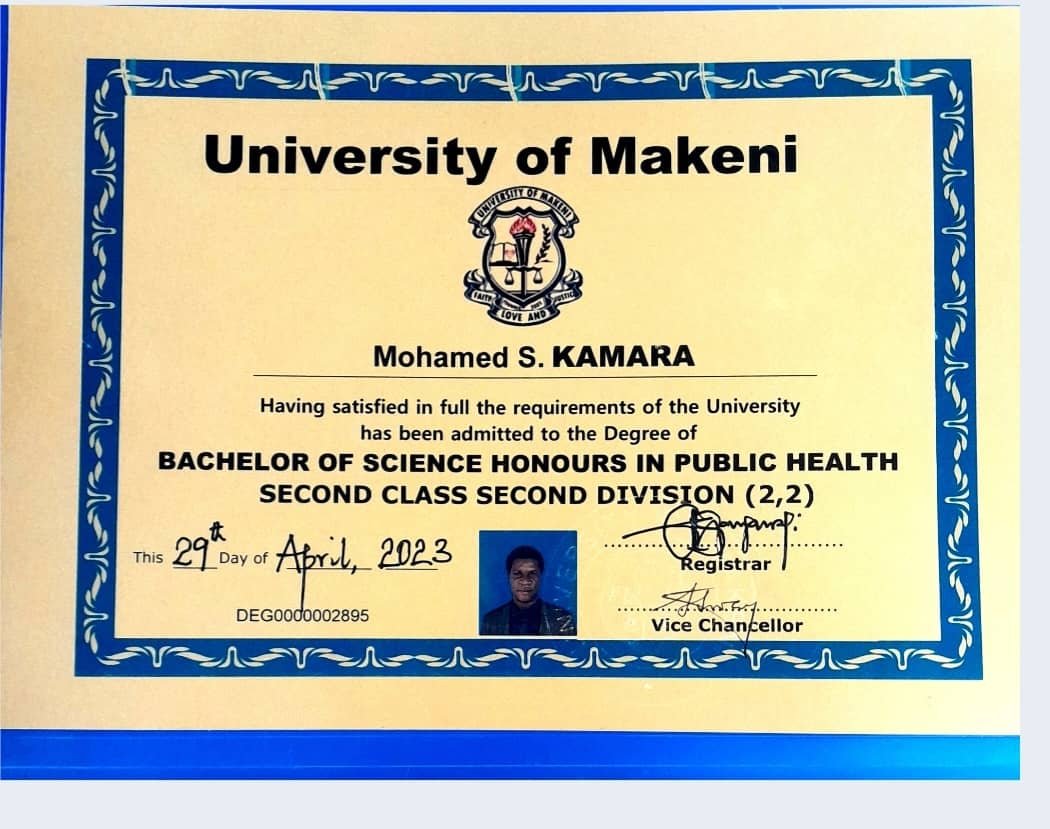 University of Makeni
UNIVERSITY OF MAKENI
FAITH JUSTICE
LOVE AND
Mohamed S. KAMARA
Having satisfied in full the requirements of the University
has been admitted to the Degree of
BACHELOR OF SCIENCE HONOURS IN PUBLIC HEALTH
SECOND CLASS SECOND DIVISION (2,2)
This 29th Day of April, 2023
Registrar
DEG0000002895
Vice Chancellor